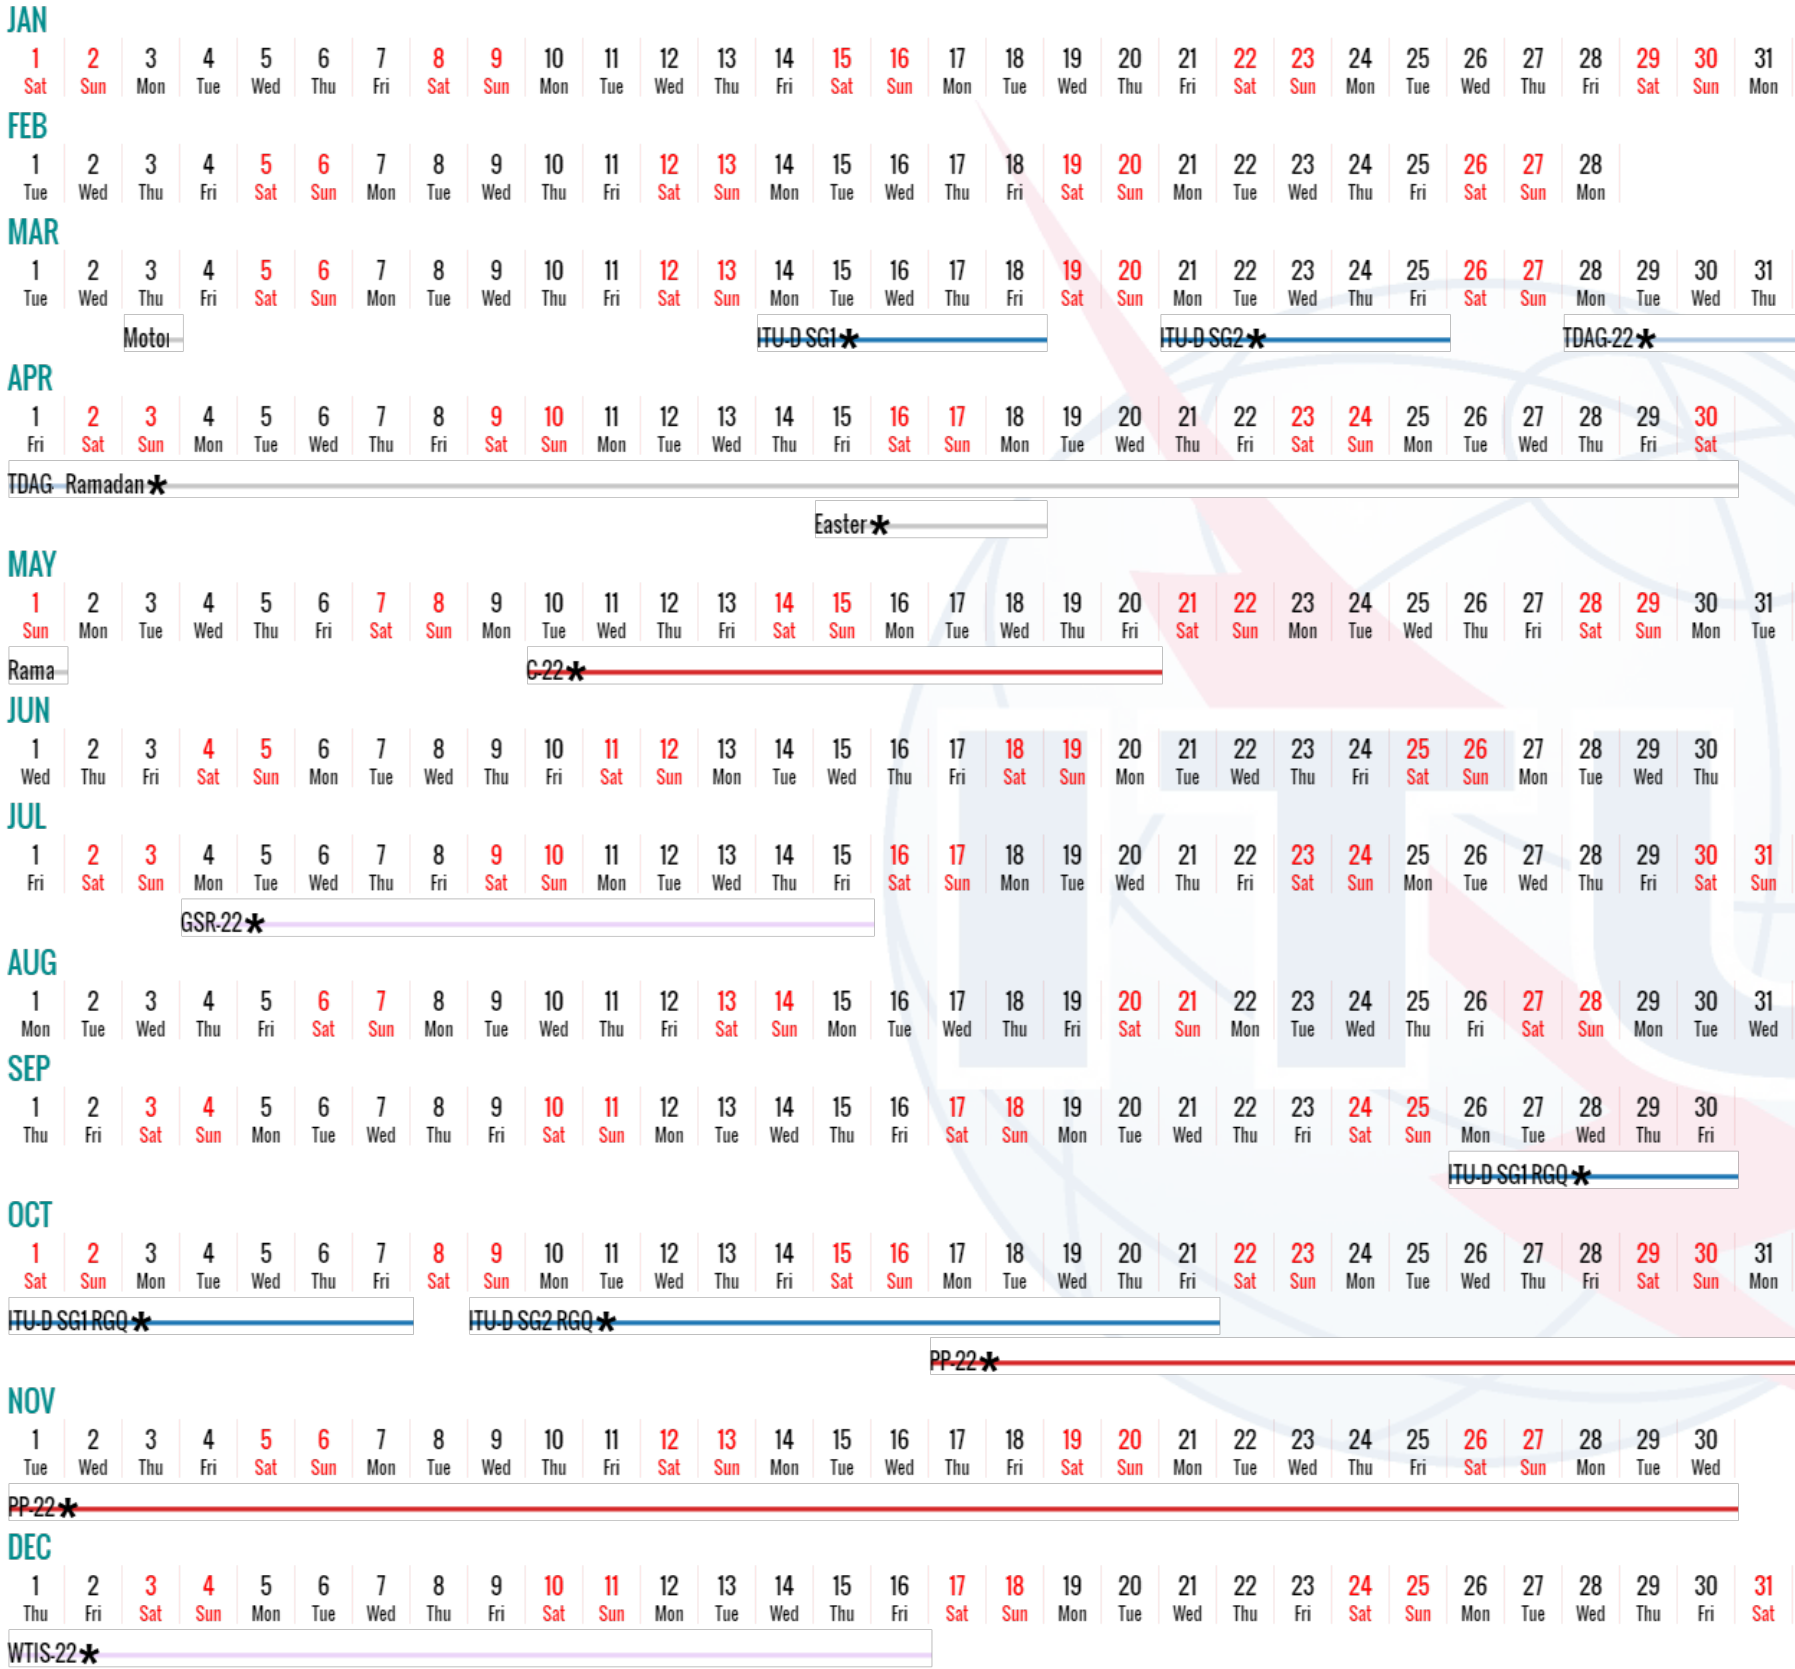 JAN
1 2 3 4 5 6 7 8 9 10 11 12 13 14 15 16 17 18 19 20 21 22 23 24 25 26 27 28 29 30 31
Sat Sun Mon Tue Wed Thu Fri Sat Sun Mon Tue Wed Thu Fri Sat Sun Mon Tue Wed Thu Fri Sat Sun Mon Tue Wed Thu Fri Sat Sun Mon
FEB
1 2 3 4 5 6 7 8 9 10 11 12 13 14 15 16 17 18 19 20 21 22 23 24 25 26 27 28
Tue Wed Thu Fri Sat Sun Mon Tue Wed Thu Fri Sat Sun Mon Tue Wed Thu Fri Sat Sun Mon Tue Wed Thu Fri Sat Sun Mon
MAR
1 2 3 4 5 6 7 8 9 10 11 12 13 14 15 16 17 18 19 20 21 22 23 24 25 26 27 28 29 30 31
Tue Wed Thu Fri Sat Sun Mon Tue Wed Thu Fri Sat Sun Mon Tue Wed Thu Fri Sat Sun Mon Tue Wed Thu Fri Sat Sun Mon Tue Wed Thu
ITU-D SG1* ITU-D SG2* TDAG-22*
APR
1 2 3 4 5 6 7 8 9 10 11 12 13 14 15 16 17 18 19 20 21 22 23 24 25 26 27 28 29 30
Fri Sat Sun Mon Tue Wed Thu Fri Sat Sun Mon Tue Wed Thu Fri Sat Sun Mon Tue Wed Thu Fri Sat Sun Mon Tue Wed Thu Fri Sat
TDAG Ramadan*
Easter*
MAY
1 2 3 4 5 6 7 8 9 10 11 12 13 14 15 16 17 18 19 20 21 22 23 24 25 26 27 28 29 30 31
Sun Mon Tue Wed Thu Fri Sat Sun Mon Tue Wed Thu Fri Sat Sun Mon Tue Wed Thu Fri Sat Sun Mon Tue Wed Thu Fri Sat Sun Mon Tue
Rama C-22*
JUN
1 2 3 4 5 6 7 8 9 10 11 12 13 14 15 16 17 18 19 20 21 22 23 24 25 26 27 28 29 30
Wed Thu Fri Sat Sun Mon Tue Wed Thu Fri Sat Sun Mon Tue Wed Thu Fri Sat Sun Mon Tue Wed Thu Fri Sat Sun Mon Tue Wed Thu
JUL
1 2 3 4 5 6 7 8 9 10 11 12 13 14 15 16 17 18 19 20 21 22 23 24 25 26 27 28 29 30 31
Fri Sat Sun Mon Tue Wed Thu Fri Sat Sun Mon Tue Wed Thu Fri Sat Sun Mon Tue Wed Thu Fri Sat Sun Mon Tue Wed Thu Fri Sat Sun
GSR-22*
AUG
1 2 3 4 5 6 7 8 9 10 11 12 13 14 15 16 17 18 19 20 21 22 23 24 25 26 27 28 29 30 31
Mon Tue Wed Thu Fri Sat Sun Mon Tue Wed Thu Fri Sat Sun Mon Tue Wed Thu Fri Sat Sun Mon Tue Wed Thu Fri Sat Sun Mon Tue Wed
SEP
1 2 3 4 5 6 7 8 9 10 11 12 13 14 15 16 17 18 19 20 21 22 23 24 25 26 27 28 29 30
Thu Fri Sat Sun Mon Tue Wed Thu Fri Sat Sun Mon Tue Wed Thu Fri Sat Sun Mon Tue Wed Thu Fri Sat Sun Mon Tue Wed Thu Fri
ITU-D SG1 RGQ*
OCT
1 2 3 4 5 6 7 8 9 10 11 12 13 14 15 16 17 18 19 20 21 22 23 24 25 26 27 28 29 30 31
Sat Sun Mon Tue Wed Thu Fri Sat Sun Mon Tue Wed Thu Fri Sat Sun Mon Tue Wed Thu Fri Sat Sun Mon Tue Wed Thu Fri Sat Sun Mon
ITU-D SG1 RGQ* ITU-D SG2 RGQ*
PP-22*
NOV
1 2 3 4 5 6 7 8 9 10 11 12 13 14 15 16 17 18 19 20 21 22 23 24 25 26 27 28 29 30
Tue Wed Thu Fri Sat Sun Mon Tue Wed Thu Fri Sat Sun Mon Tue Wed Thu Fri Sat Sun Mon Tue Wed Thu Fri Sat Sun Mon Tue Wed
PP-22*
DEC
1 2 3 4 5 6 7 8 9 10 11 12 13 14 15 16 17 18 19 20 21 22 23 24 25 26 27 28 29 30 31
Thu Fri Sat Sun Mon Tue Wed Thu Fri Sat Sun Mon Tue Wed Thu Fri Sat Sun Mon Tue Wed Thu Fri Sat Sun Mon Tue Wed Thu Fri Sat
WTIS-22*
ITU